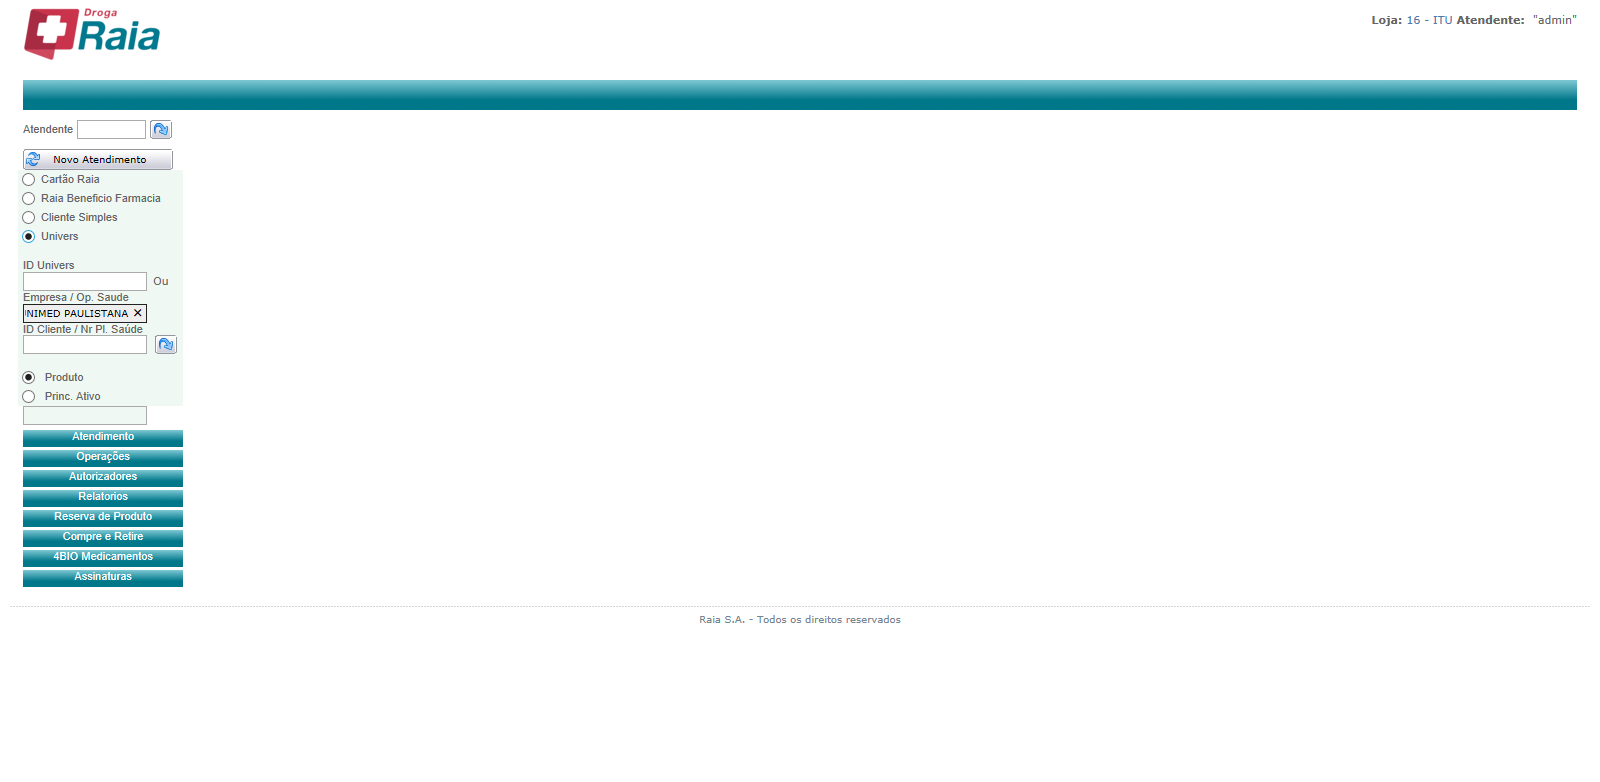 Droga
Raia
Loja: 16 - ITU Atendente: "admin"
Atendente
Novo Atendimento
Cartão Raia
Raia Beneficio Farmacia
Cliente Simples
Univers
ID Univers
Ou
Empresa / Op. Saude
NIMED PAULISTANA
ID Cliente / Nr Pl. Saúde
Produto
Princ. Ativo
Atendimento
Operações
Autorizadores
Relatorios
Reserva de Produto
Compre e Retire
4BIO Medicamentos
Assinaturas
Raia S.A. - Todos os direitos reservados